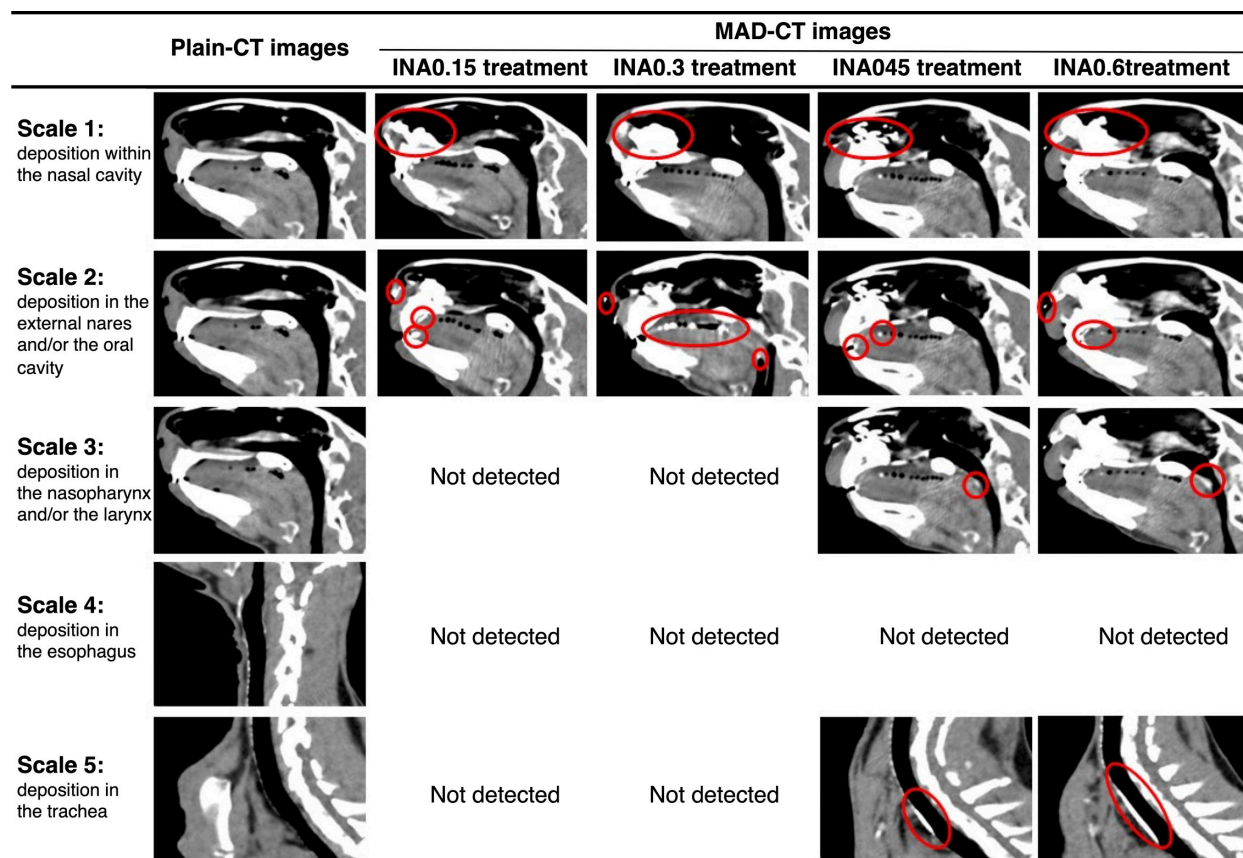 Plain-CT images
MAD-CT images
INA0.15 treatment
INA0.3 treatment
INA045 treatment
INA0.6treatment
Scale 1:
deposition within
the nasal cavity
Scale 2:
deposition in the
external nares
and/or the oral
cavity
Scale 3:
deposition in
the nasopharynx
and/or the larynx
Not detected
Not detected
Scale 4:
deposition in
the esophagus
Not detected
Not detected
Not detected
Not detected
Scale 5:
deposition in
the trachea
Not detected
Not detected